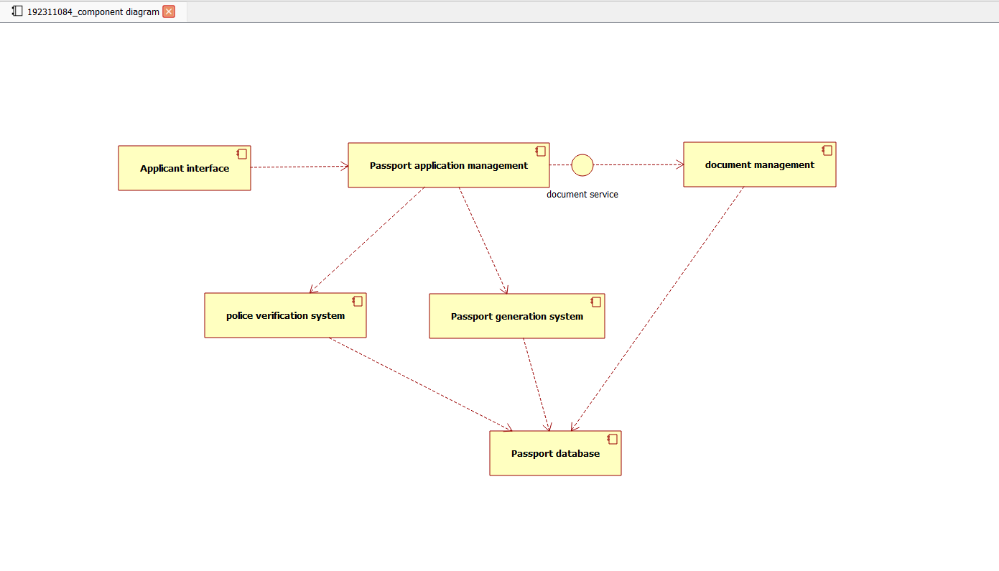 192311084_component diagram
Applicant interface
Passport application management
document management
document service
police verification system
Passport generation system
Passport database